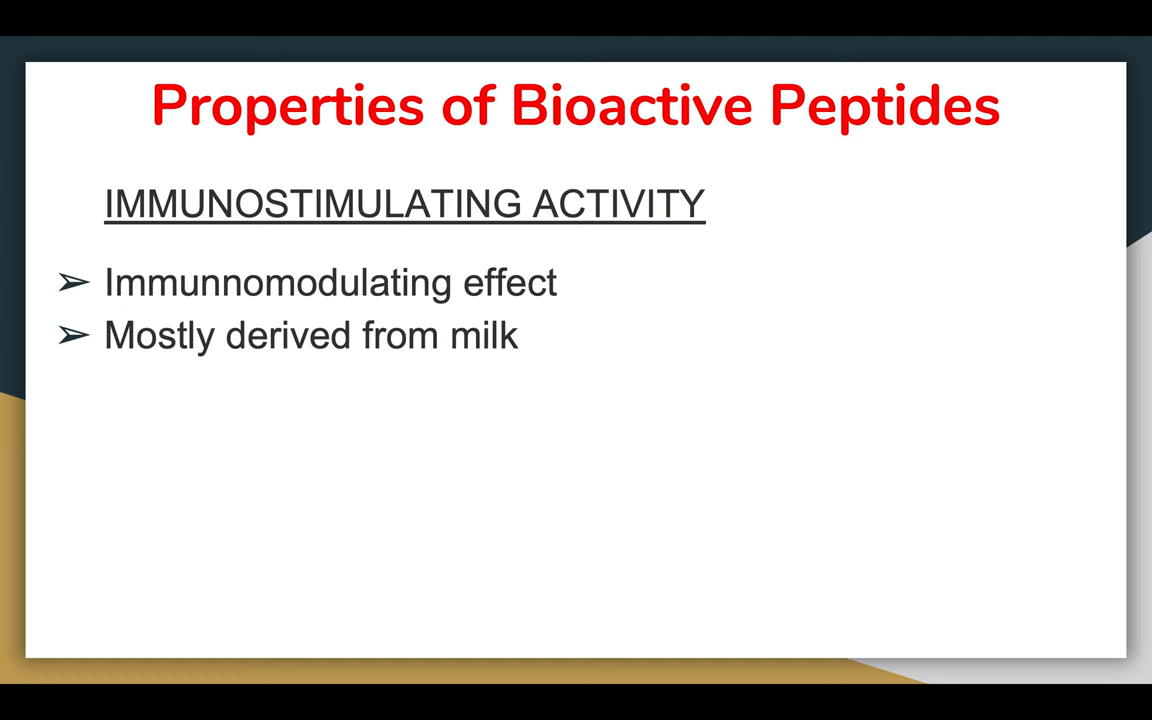 Properties of Bioactive Peptides
IMMUNOSTIMULATING ACTIVITY
➢ Immunnomodulating effect
➢ Mostly derived from milk